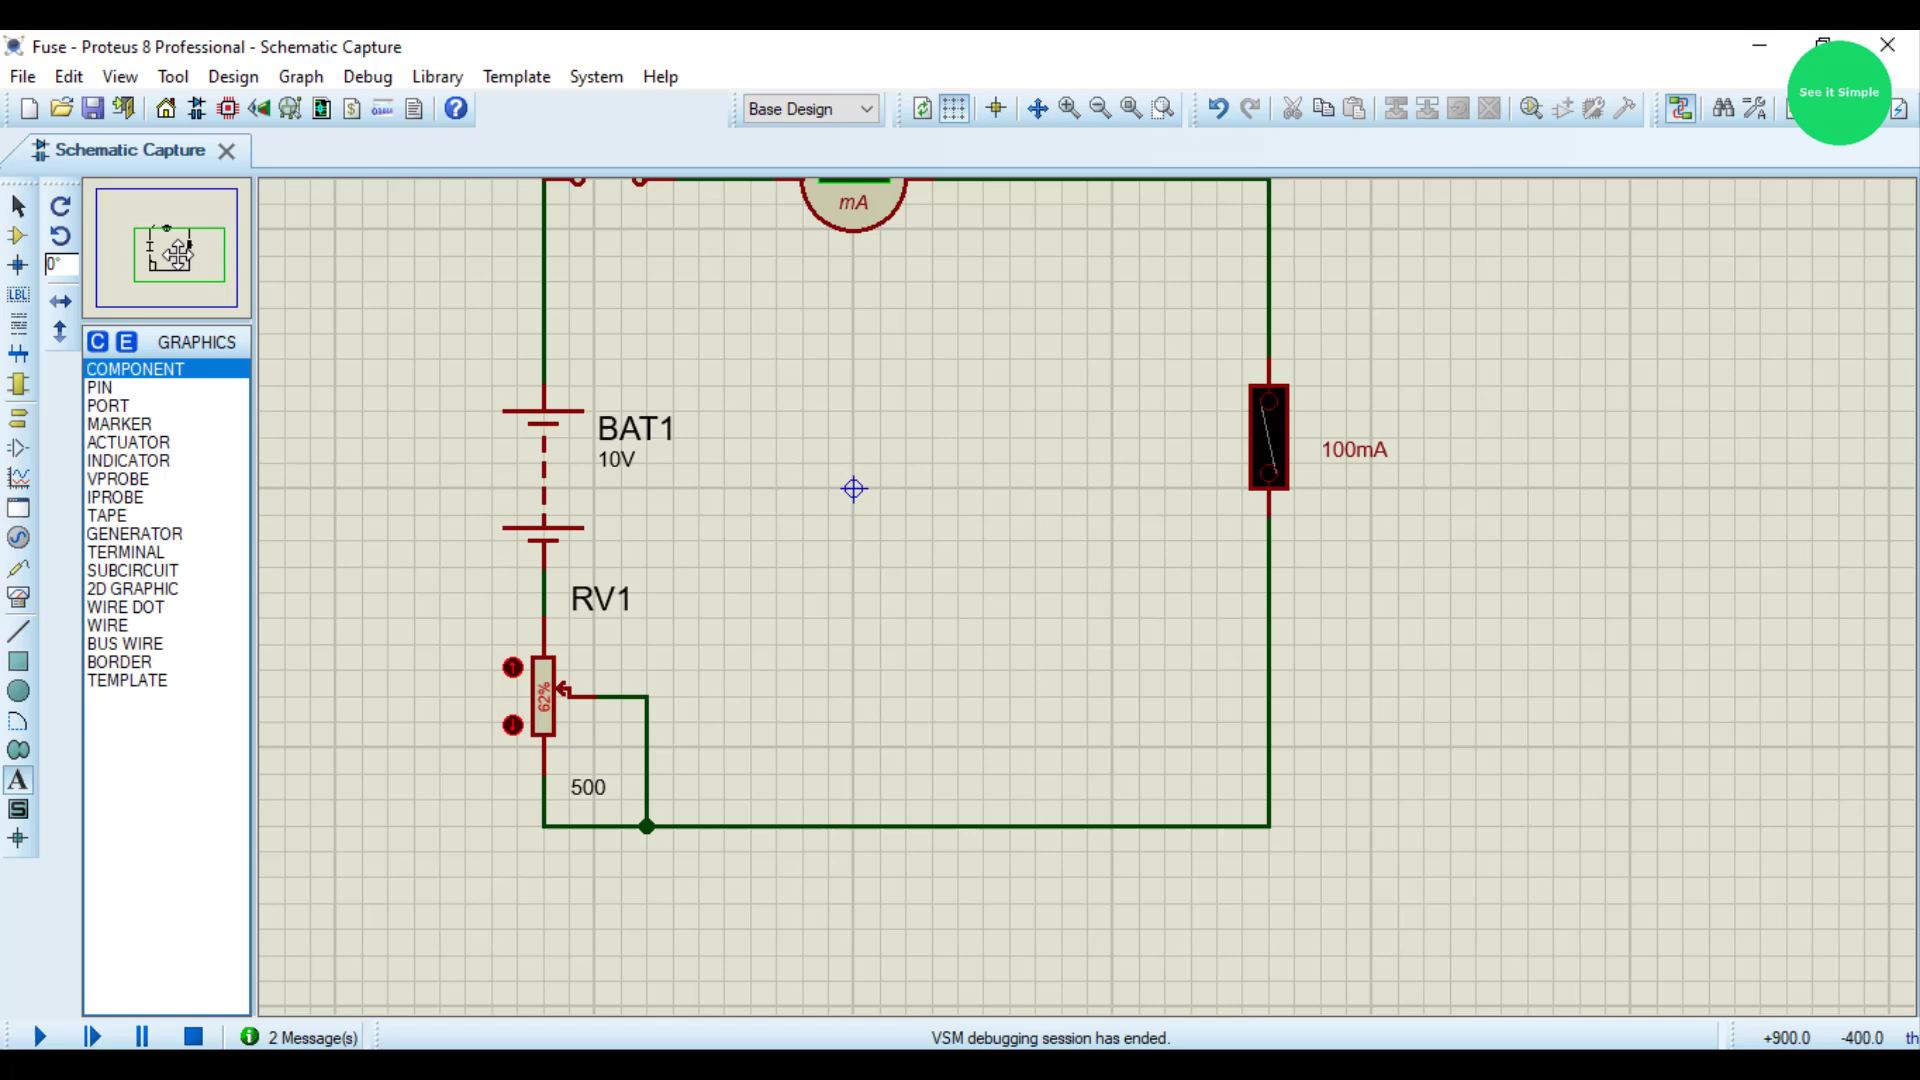 Fuse - Proteus 8 Professional - Schematic Capture
File Edit View Tool Design Graph Debug Library Template System Help
Base Design
See it Simple
Schematic Capture
LBL
0°
C E GRAPHICS
COMPONENT
PIN
PORT
MARKER
ACTUATOR
INDICATOR
VPROBE
IPROBE
TAPE
GENERATOR
TERMINAL
SUBCIRCUIT
2D GRAPHIC
WIRE DOT
WIRE
BUS WIRE
BORDER
TEMPLATE
A
S
mA
BAT1
10V
100mA
RV1
62%
500
2 Message(s)
VSM debugging session has ended.
+900.0 -400.0 th